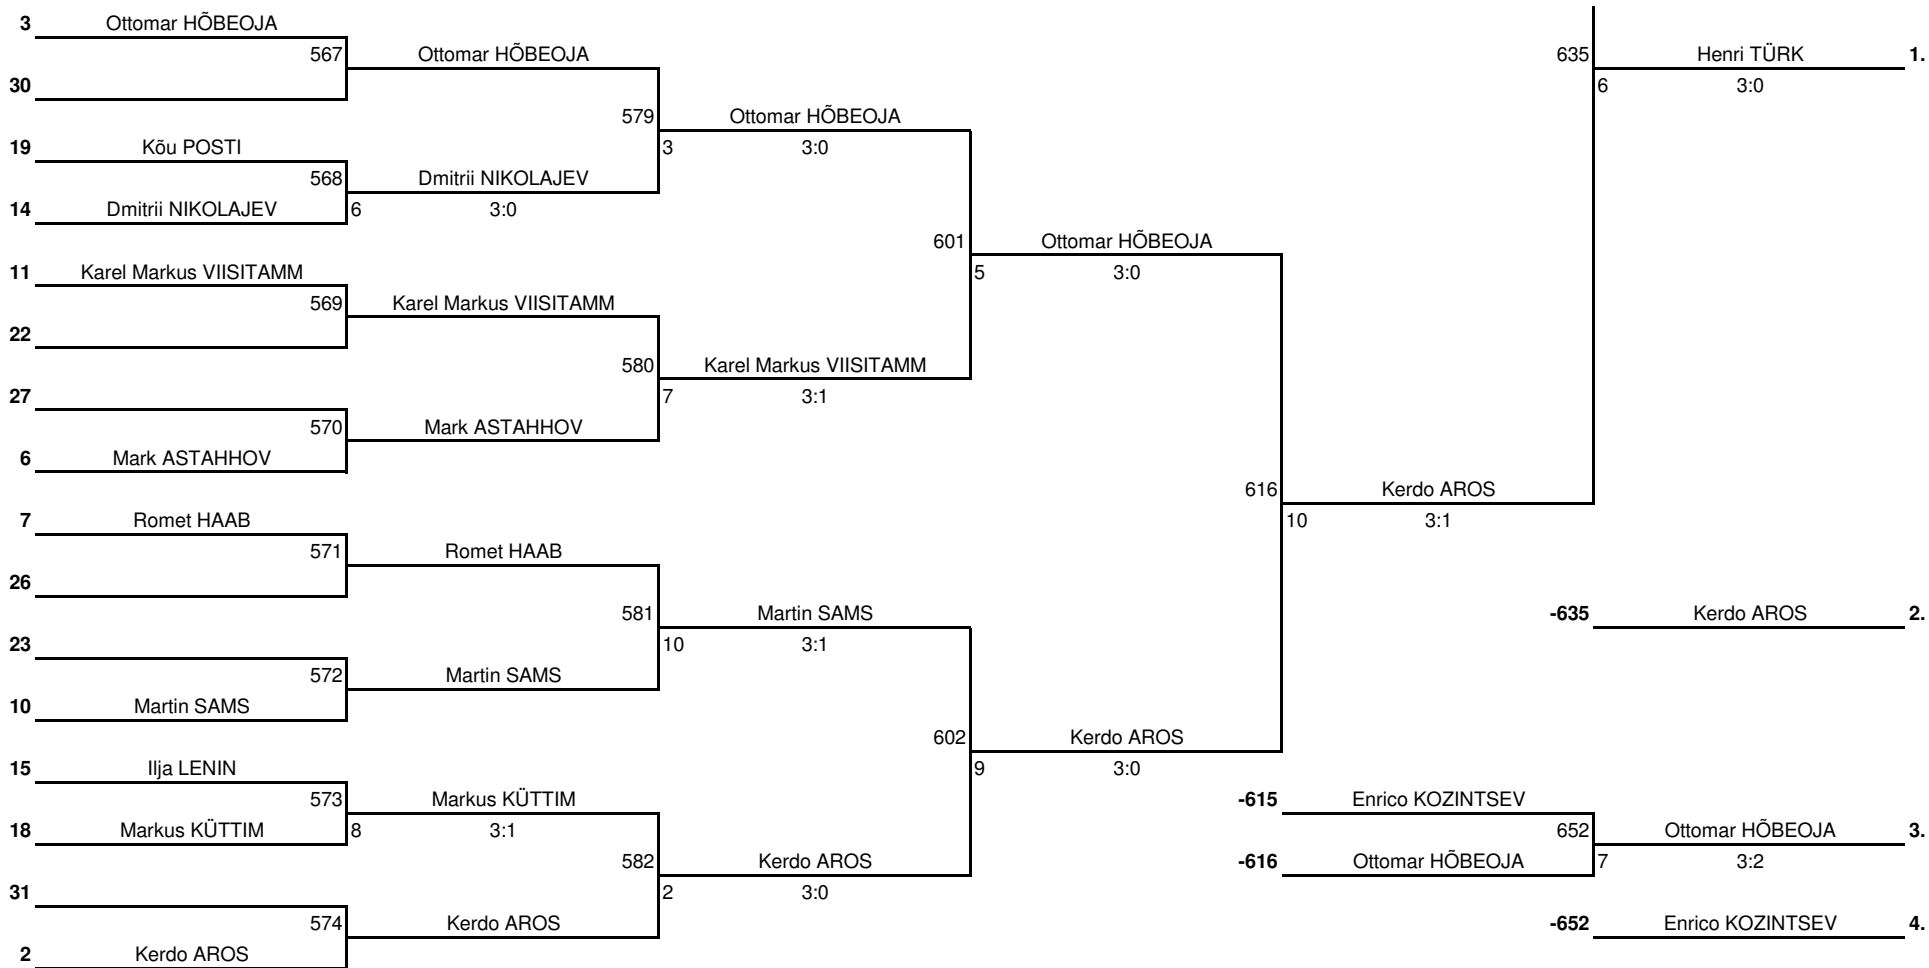 3 Ottomar HÕBEOJA
567 Ottomar HÕBEOJA 635 Henri TÜRK 1.
30 6 3:0
579 Ottomar HÕBEOJA
19 Kõu POSTI 3 3:0
568 Dmitrii NIKOLAJEV
14 Dmitrii NIKOLAJEV 6 3:0
601 Ottomar HÕBEOJA
11 Karel Markus VIISITAMM 5 3:0
569 Karel Markus VIISITAMM
22
580 Karel Markus VIISITAMM
27 7 3:1
570 Mark ASTAHHOV
6 Mark ASTAHHOV
616 Kerdo AROS
7 Romet HAAB 10 3:1
571 Romet HAAB
26
581 Martin SAMS -635 Kerdo AROS 2.
23 10 3:1
572 Martin SAMS
10 Martin SAMS
602 Kerdo AROS
15 Ilja LENIN 9 3:0
573 Markus KÜTTIM -615 Enrico KOZINTSEV
18 Markus KÜTTIM 8 3:1 652 Ottomar HÕBEOJA 3.
582 Kerdo AROS -616 Ottomar HÕBEOJA 7 3:2
31 2 3:0
574 Kerdo AROS -652 Enrico KOZINTSEV 4.
2 Kerdo AROS